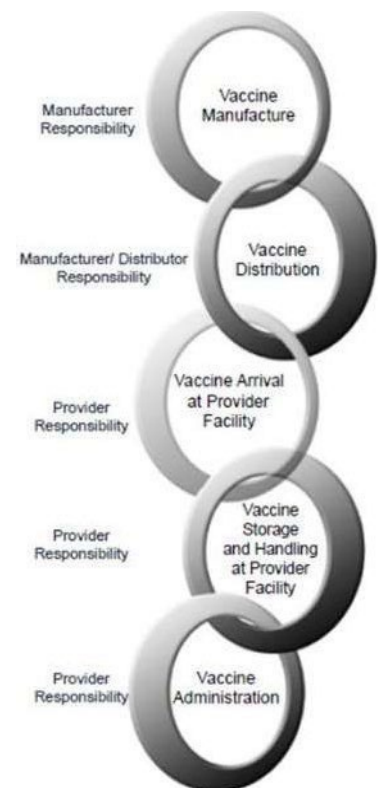 Vaccine
Manufacture
Manufacturer
Responsibility
Vaccine
Distribution
Manufacturer/ Distributor
Responsibility
Vaccine Arrival
at Provider
Facility
Provider
Responsibility
Vaccine
Storage
and Handling
at Provider
Facility
Provider
Responsibility
Vaccine
Administration
Provider
Responsibility